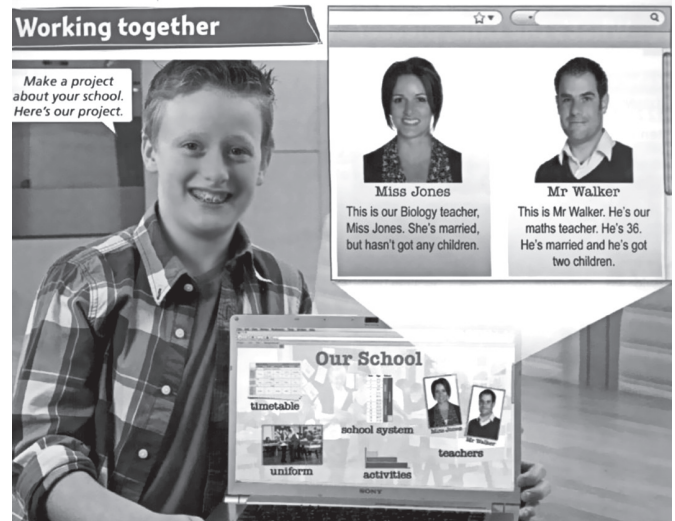 Working together
Make a project
about your school.
Here's our project.
Miss Jones
This is our Biology teacher,
Miss Jones. She's married,
but hasn't got any children.
Mr Walker
This is Mr Walker. He's our
maths teacher. He's 36.
He's married and he's got
two children.
Our School
timetable
school system
Miss Jones
Mr Walker
teachers
uniform
activities
SONY